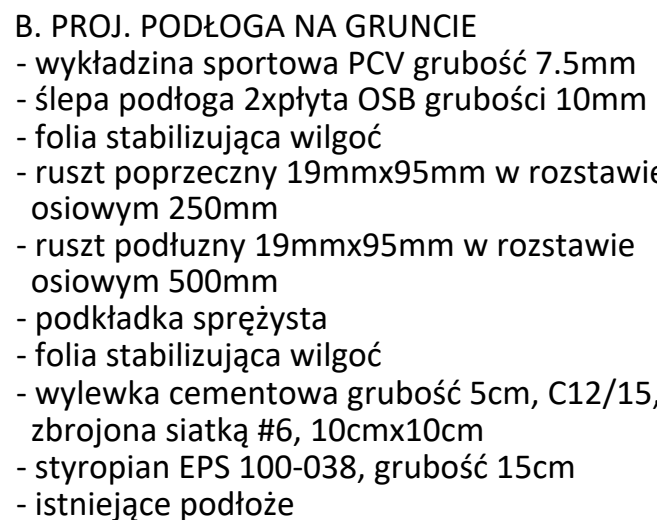 B. PROJ. PODŁOGA NA GRUNCIE
- wykładzina sportowa PCV grubość 7.5mm
- ślepa podłoga 2xpłyta OSB grubości 10mm
- folia stabilizująca wilgoć
- ruszt poprzeczny 19mmx95mm w rozstawie
osiowym 250mm
- ruszt podłuzny 19mmx95mm w rozstawie
osiowym 500mm
- podkładka sprężysta
- folia stabilizująca wilgoć
- wylewka cementowa grubość 5cm, C12/15,
zbrojona siatką #6, 10cmx10cm
- styropian EPS 100-038, grubość 15cm
- istniejące podłoże